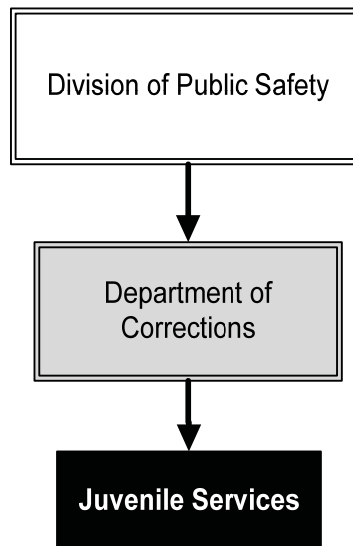 Division of Public Safety
Department of
Corrections
Juvenile Services